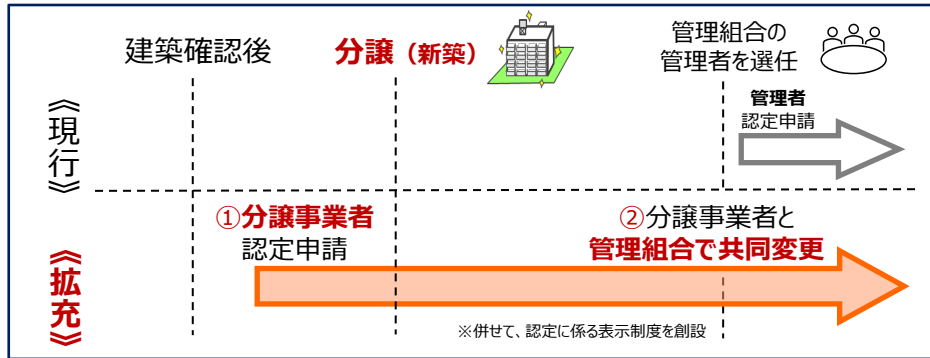 建築確認後
分譲（新築）
管理組合の
管理者を選任
《現行》
管理者
認定申請
《拡充》
①分譲事業者
認定申請
②分譲事業者と
管理組合で共同変更
※併せて、認定に係る表示制度を創設